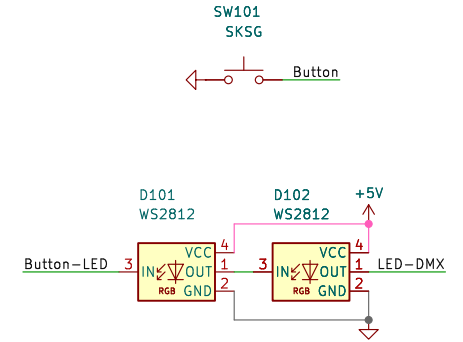 SW101
SKSG
Button
D101
WS2812
D102
WS2812
+5V
VCC 4
VCC 4
Button-LED 3 IN OUT 1
3 IN OUT 1 LED-DMX
RGB GND 2
RGB GND 2